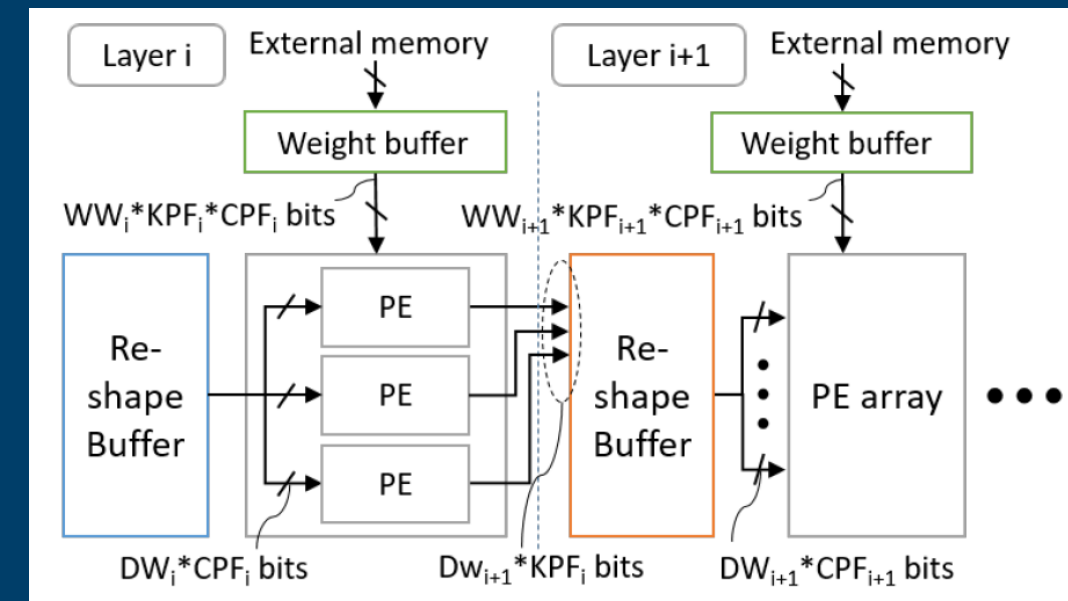 Layer i
External memory
Layer i+1
External memory
Weight buffer
Weight buffer
WWᵢ*KPFᵢ*CPFᵢ bits
WWᵢ₊₁*KPFᵢ₊₁*CPFᵢ₊₁ bits
Re-
shape
Buffer
PE
PE
PE
Re-
shape
Buffer
PE array
DWᵢ*CPFᵢ bits
Dwᵢ₊₁*KPFᵢ bits
DWᵢ₊₁*CPFᵢ₊₁ bits